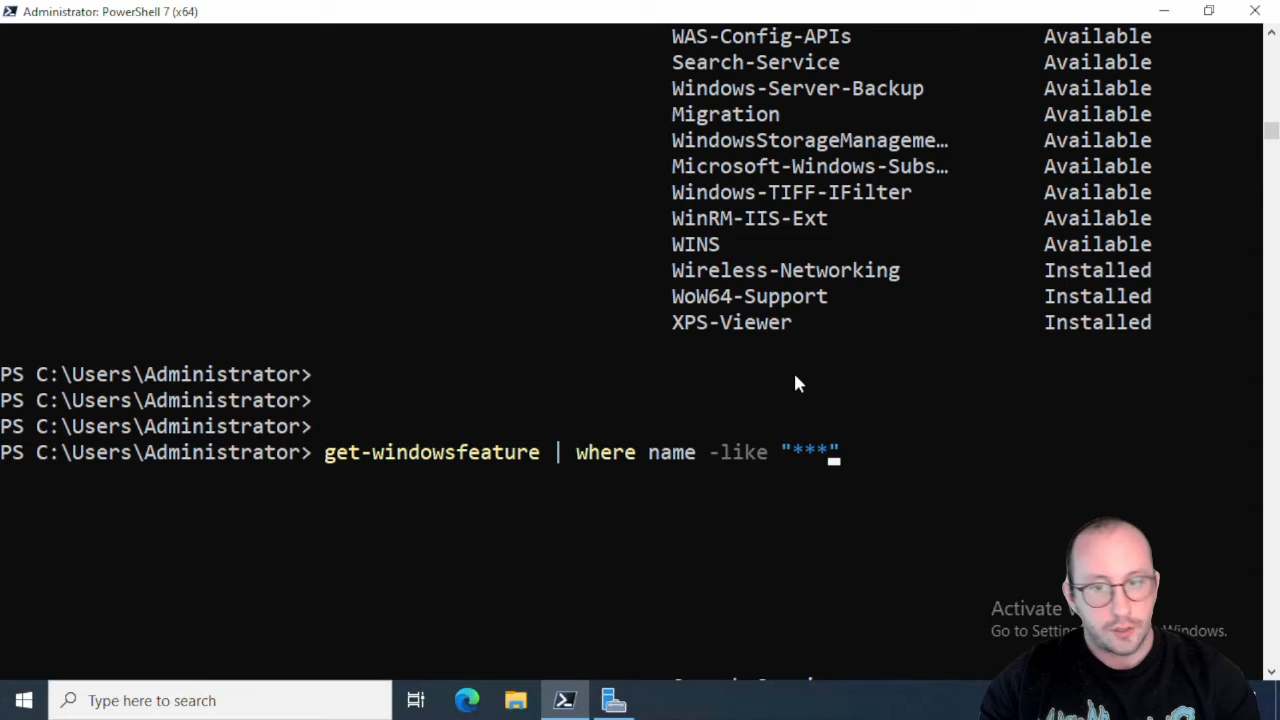 Administrator: PowerShell 7 (x64)
WAS-Config-APIs Available
Search-Service Available
Windows-Server-Backup Available
Migration Available
WindowsStorageManageme… Available
Microsoft-Windows-Subs… Available
Windows-TIFF-IFilter Available
WinRM-IIS-Ext Available
WINS Available
Wireless-Networking Installed
WoW64-Support Installed
XPS-Viewer Installed
PS C:\Users\Administrator>
PS C:\Users\Administrator>
PS C:\Users\Administrator>
PS C:\Users\Administrator> get-windowsfeature | where name -like "***"
Activate
Go to Windows.
Type here to search